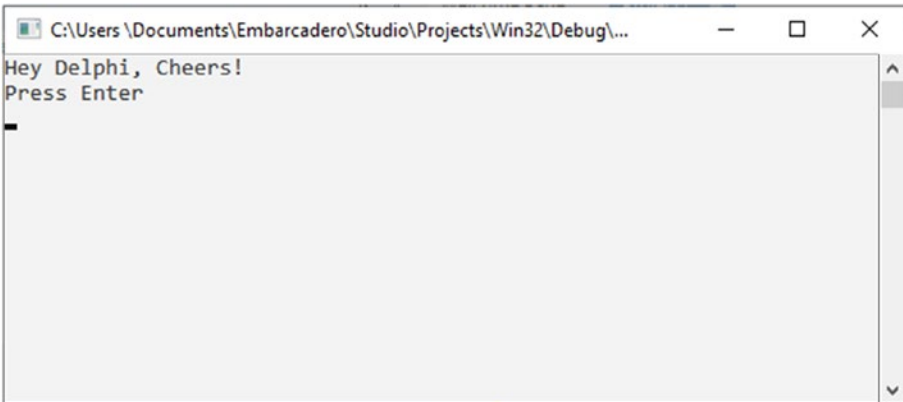 C:\Users \Documents\Embarcadero\Studio\Projects\Win32\Debug\...
Hey Delphi, Cheers!
Press Enter